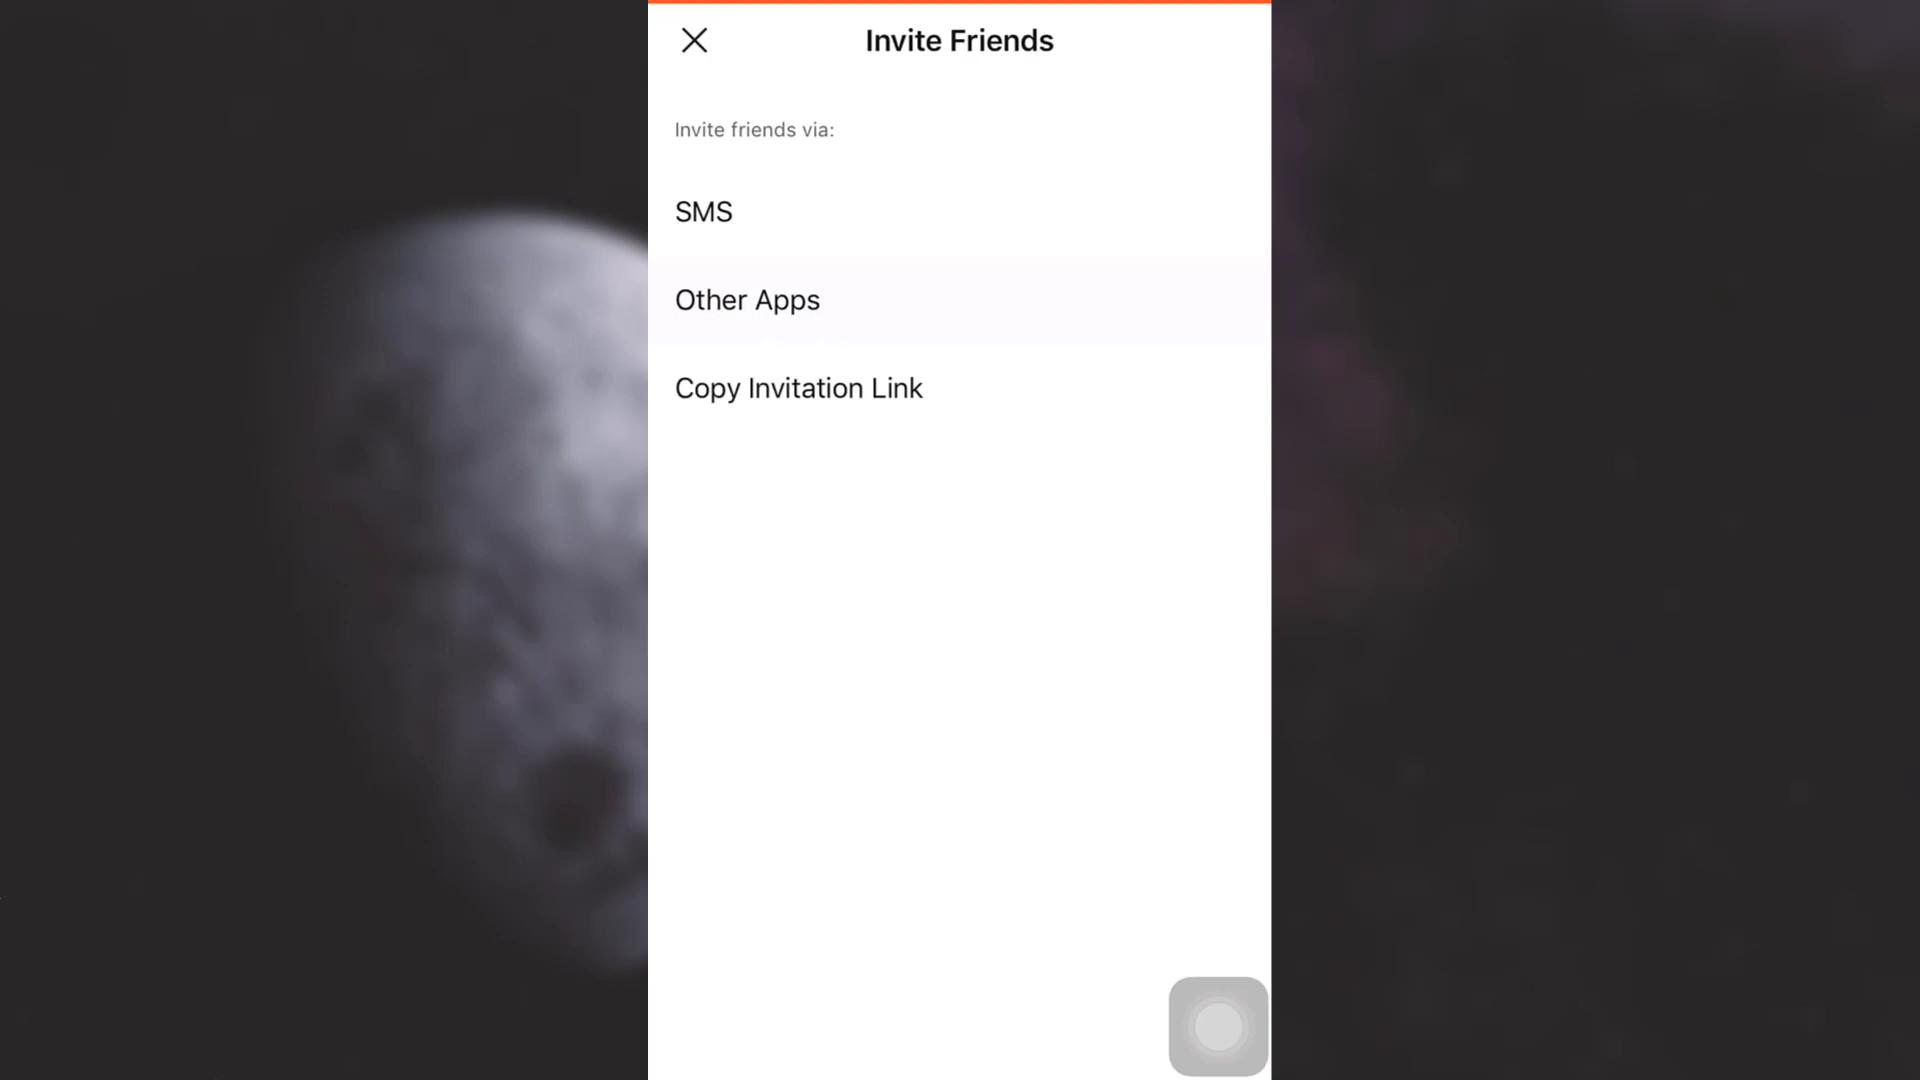 Invite Friends
Invite friends via:
SMS
Other Apps
Copy Invitation Link